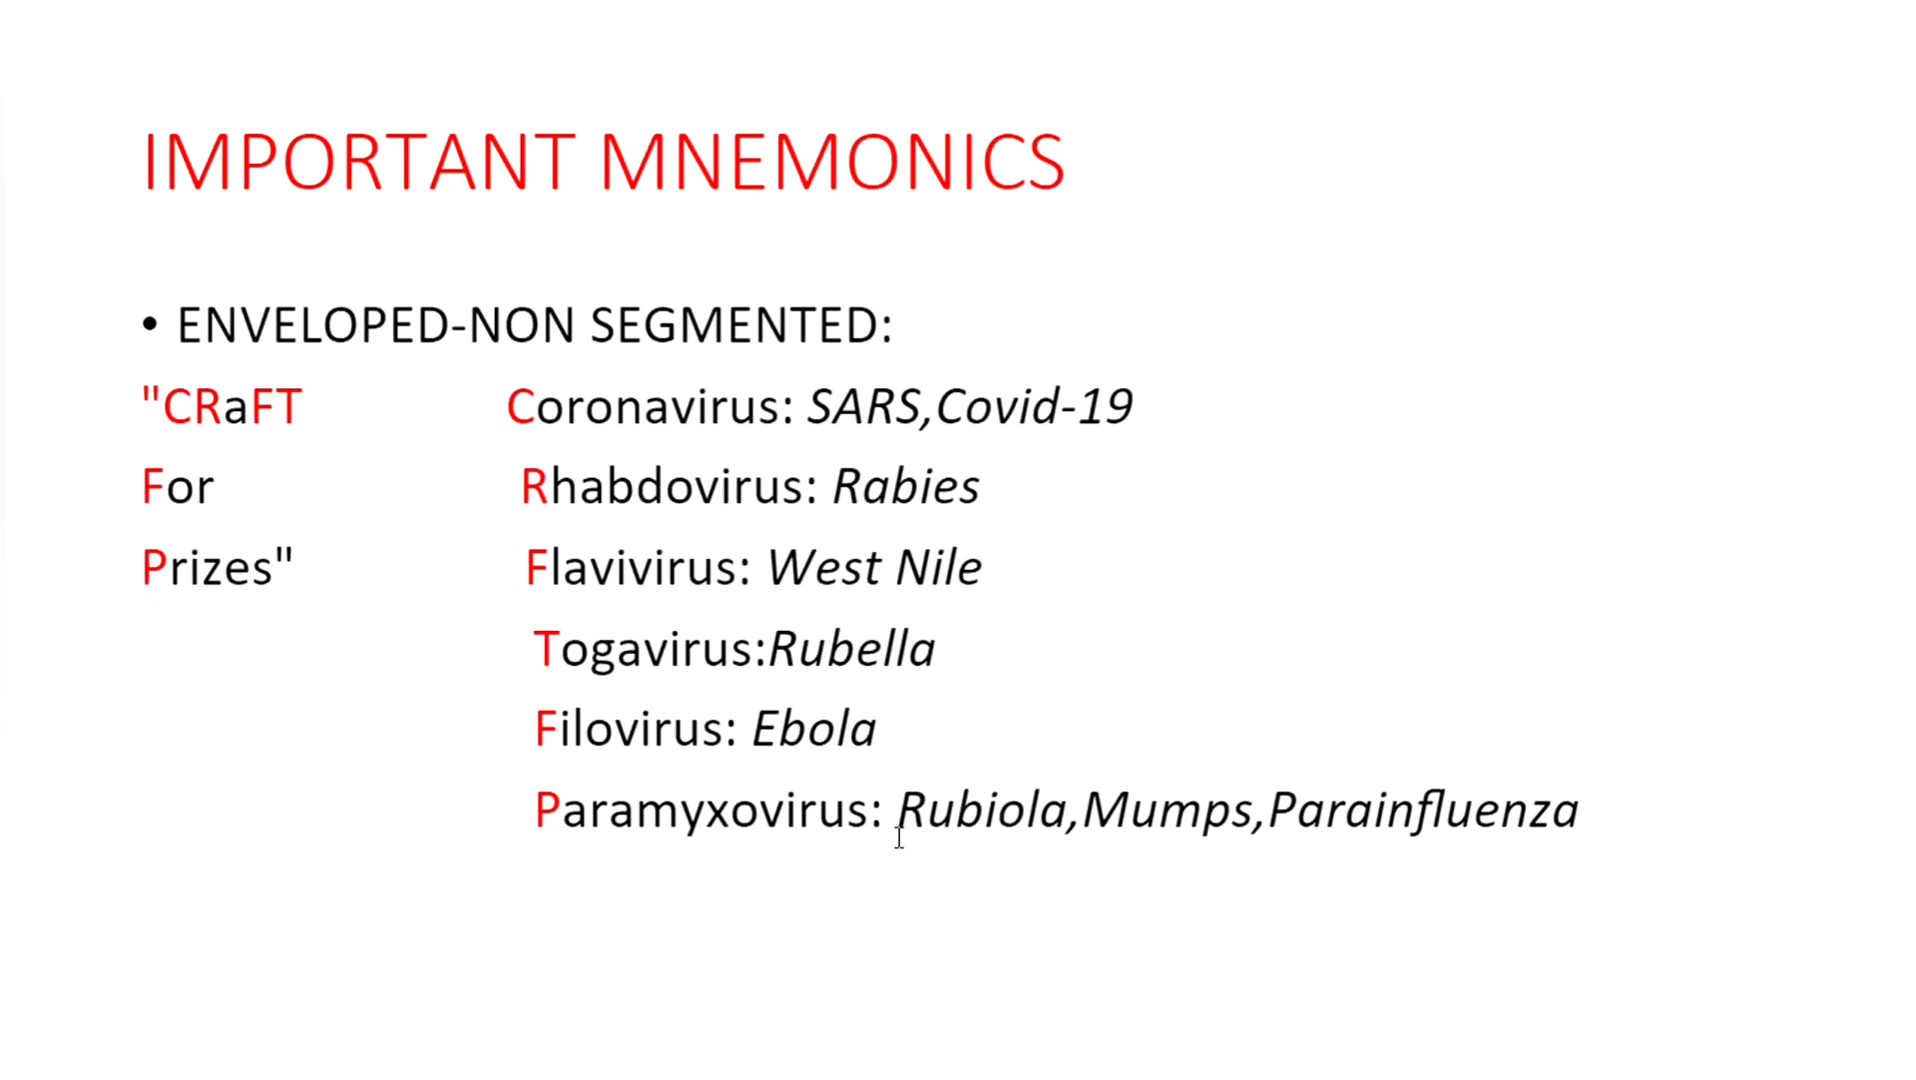 IMPORTANT MNEMONICS
• ENVELOPED-NON SEGMENTED:
"CRaFT Coronavirus: SARS,Covid-19
For Rhabdovirus: Rabies
Prizes" Flavivirus: West Nile
Togavirus:Rubella
Filovirus: Ebola
Paramyxovirus: Rubiola,Mumps,Parainfluenza